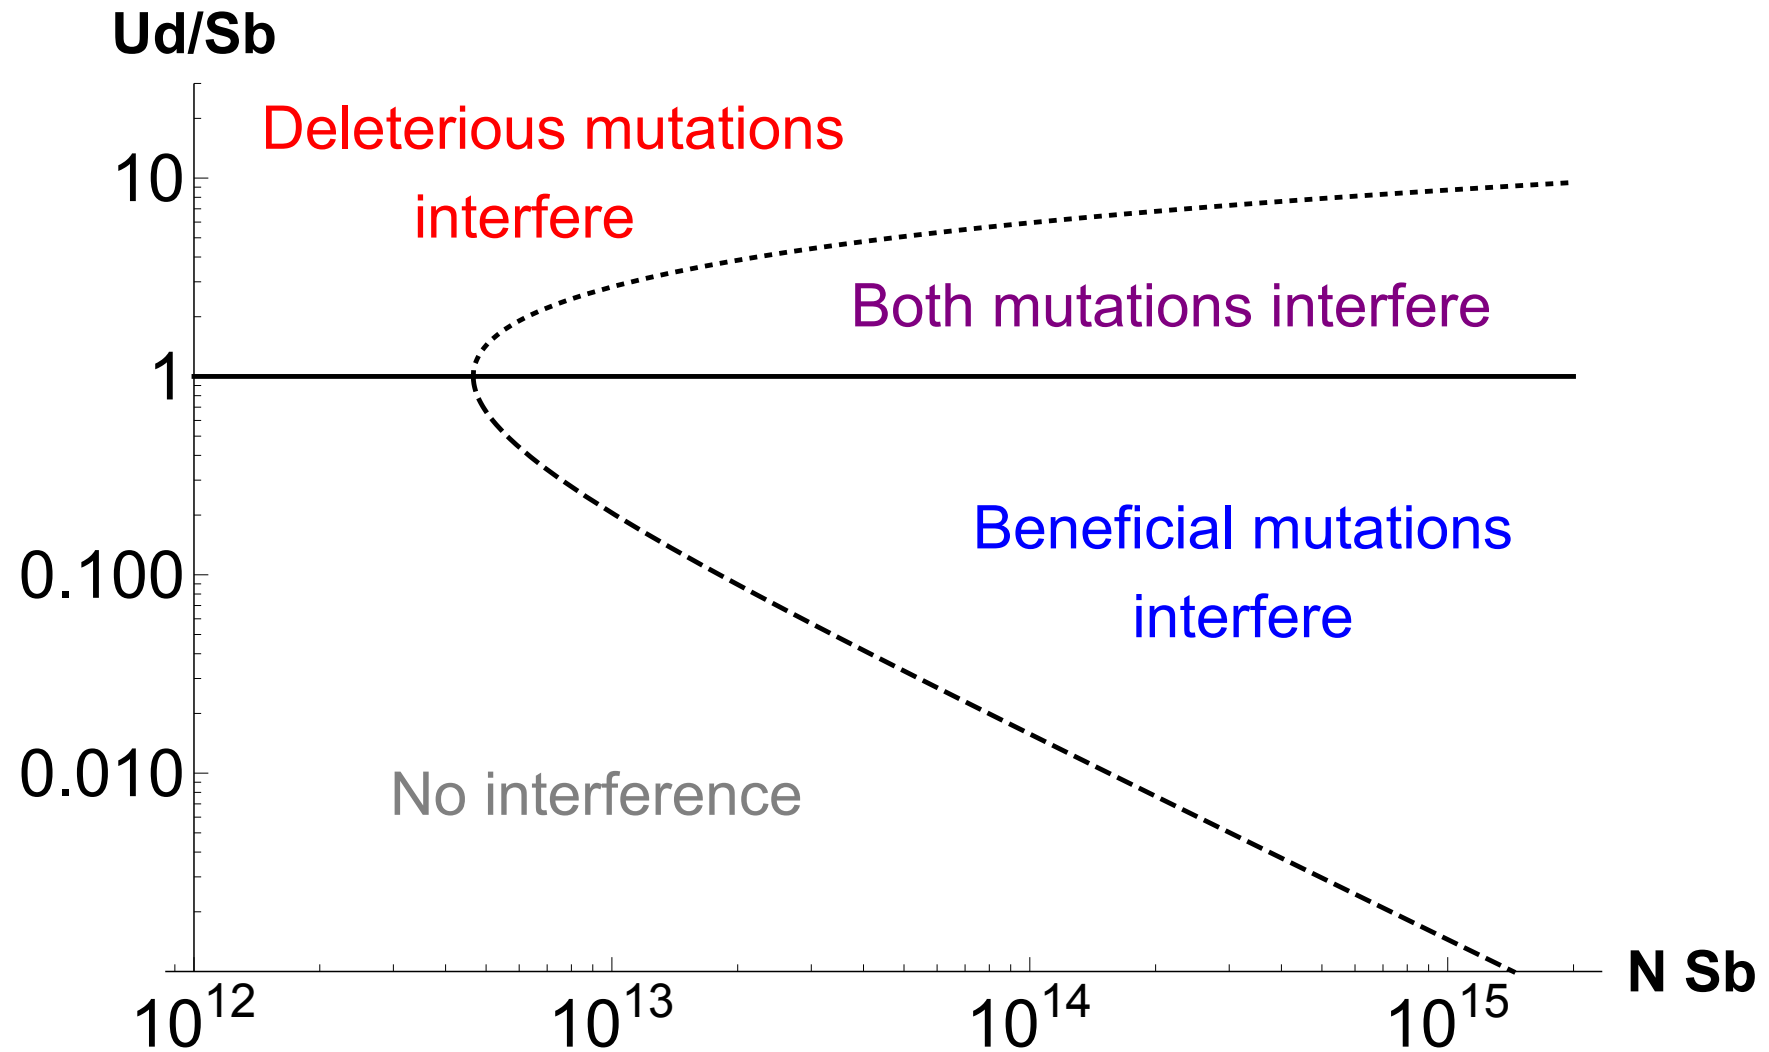 Ud/Sb
Deleterious mutations
interfere
10
Both mutations interfere
1
Beneficial mutations
interfere
0.100
0.010
No interference
N Sb
10^12
10^13
10^14
10^15